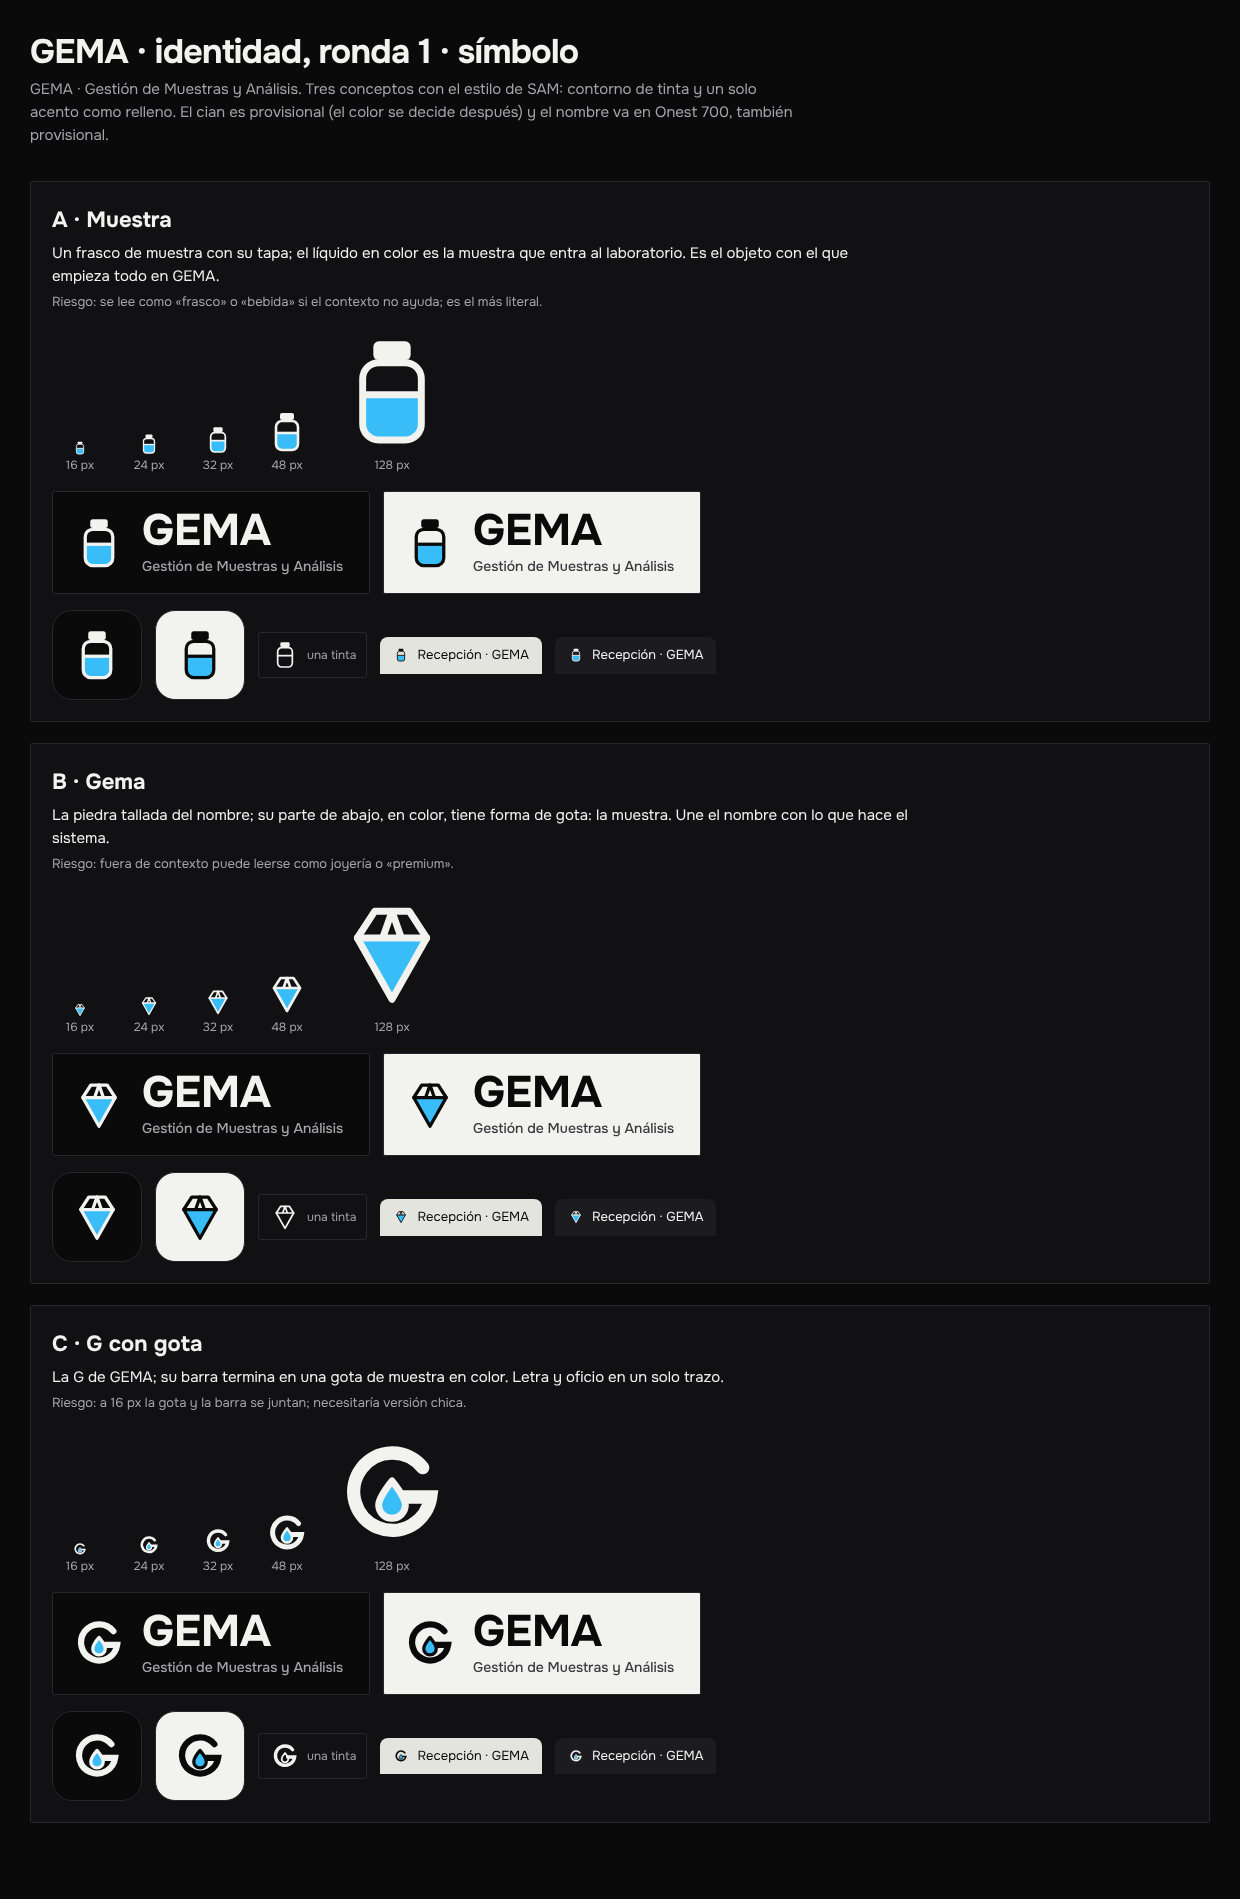 GEMA · identidad, ronda 1 · símbolo
GEMA · Gestión de Muestras y Análisis. Tres conceptos con el estilo de SAM: contorno de tinta y un solo
acento como relleno. El cian es provisional (el color se decide después) y el nombre va en Onest 700, también
provisional.
A · Muestra
Un frasco de muestra con su tapa; el líquido en color es la muestra que entra al laboratorio. Es el objeto con el que
empieza todo en GEMA.
Riesgo: se lee como «frasco» o «bebida» si el contexto no ayuda; es el más literal.
16 px 24 px 32 px 48 px 128 px
GEMA GEMA
Gestión de Muestras y Análisis Gestión de Muestras y Análisis
una tinta Recepción · GEMA Recepción · GEMA
B · Gema
La piedra tallada del nombre; su parte de abajo, en color, tiene forma de gota: la muestra. Une el nombre con lo que hace el
sistema.
Riesgo: fuera de contexto puede leerse como joyería o «premium».
16 px 24 px 32 px 48 px 128 px
GEMA GEMA
Gestión de Muestras y Análisis Gestión de Muestras y Análisis
una tinta Recepción · GEMA Recepción · GEMA
C · G con gota
La G de GEMA; su barra termina en una gota de muestra en color. Letra y oficio en un solo trazo.
Riesgo: a 16 px la gota y la barra se juntan; necesitaría versión chica.
16 px 24 px 32 px 48 px 128 px
GEMA GEMA
Gestión de Muestras y Análisis Gestión de Muestras y Análisis
una tinta Recepción · GEMA Recepción · GEMA